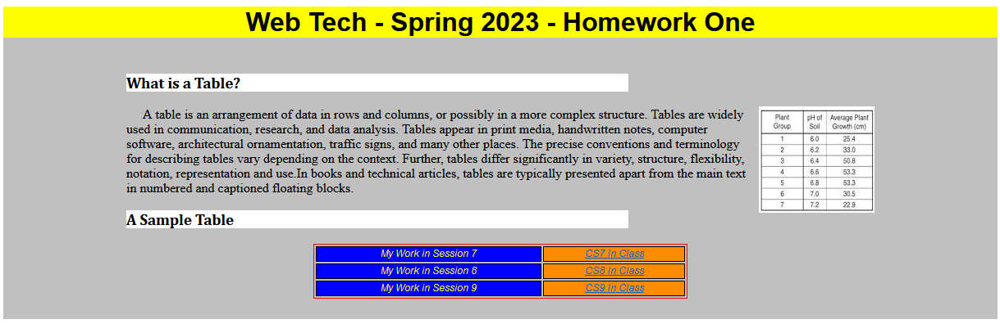 Web Tech - Spring 2023 - Homework One
What is a Table?
A table is an arrangement of data in rows and columns, or possibly in a more complex structure. Tables are widely
used in communication, research, and data analysis. Tables appear in print media, handwritten notes, computer
software, architectural ornamentation, traffic signs, and many other places. The precise conventions and terminology
for describing tables vary depending on the context. Further, tables differ significantly in variety, structure, flexibility,
notation, representation and use.In books and technical articles, tables are typically presented apart from the main text
in numbered and captioned floating blocks.
Plant pH of Average Plant
Group Soil Growth (cm)
1 6.0 25.4
2 6.2 33.0
3 6.4 50.8
4 6.6 53.3
5 6.8 53.3
6 7.0 30.5
7 7.2 22.9
A Sample Table
My Work in Session 7 CS7 In Class
My Work in Session 8 CS8 In Class
My Work in Session 9 CS9 In Class